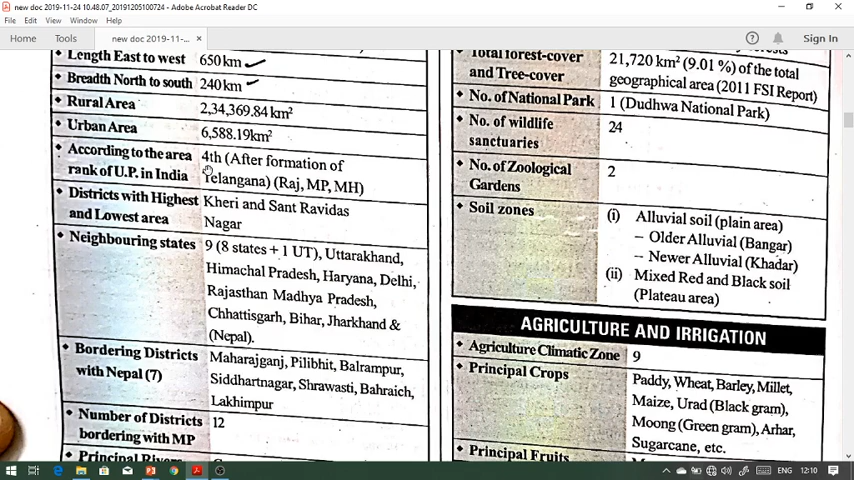 new doc 2019-11-24 10.48.07_20191205100724 - Adobe Acrobat Reader DC
File Edit View Window Help
Home Tools new doc 2019-11-... × Sign In
Length East to west 650km
Breadth North to south 240km
Rural Area 2,34,369.84 km²
Urban Area 6,588.19km²
According to the area 4th (After formation of
rank of U.P. in India Telangana) (Raj, MP, MH)
Districts with Highest Kheri and Sant Ravidas
and Lowest area Nagar
Neighbouring states 9 (8 states + 1 UT), Uttarakhand,
Himachal Pradesh, Haryana, Delhi,
Rajasthan Madhya Pradesh,
Chhattisgarh, Bihar, Jharkhand &
(Nepal).
Bordering Districts Maharajganj, Pilibhit, Balrampur,
with Nepal (7) Siddhartnagar, Shrawasti, Bahraich,
Lakhimpur
Number of Districts 12
bordering with MP
Principal Rivers
Total forest-cover 21,720 km² (9.01 %) of the total
and Tree-cover geographical area (2011 FSI Report)
No. of National Park 1 (Dudhwa National Park)
No. of wildlife 24
sanctuaries
No. of Zoological 2
Gardens
Soil zones (i) Alluvial soil (plain area)
– Older Alluvial (Bangar)
– Newer Alluvial (Khadar)
(ii) Mixed Red and Black soil
(Plateau area)
AGRICULTURE AND IRRIGATION
Agriculture Climatic Zone 9
Principal Crops Paddy, Wheat, Barley, Millet,
Maize, Urad (Black gram),
Moong (Green gram), Arhar,
Sugarcane, etc.
Principal Fruits
ENG 12:10